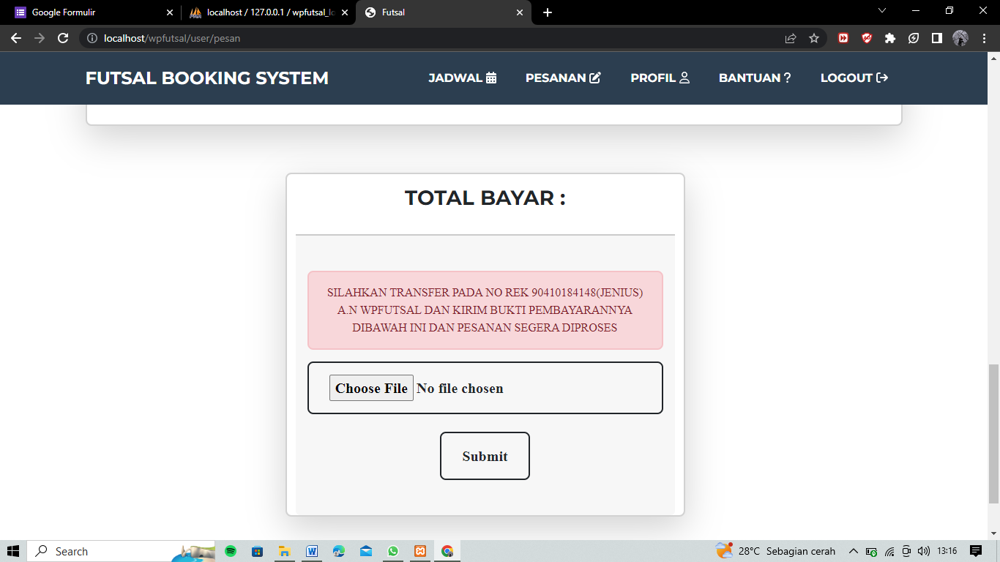 Google Formulir
localhost / 127.0.0.1 / wpfutsal_lo
Futsal
localhost/wpfutsal/user/pesan
FUTSAL BOOKING SYSTEM
JADWAL
PESANAN
PROFIL
BANTUAN ?
LOGOUT
TOTAL BAYAR :
SILAHKAN TRANSFER PADA NO REK 90410184148(JENIUS)
A.N WPFUTSAL DAN KIRIM BUKTI PEMBAYARANNYA
DIBAWAH INI DAN PESANAN SEGERA DIPROSES
Choose File No file chosen
Submit
Search
28°C Sebagian cerah
13:16